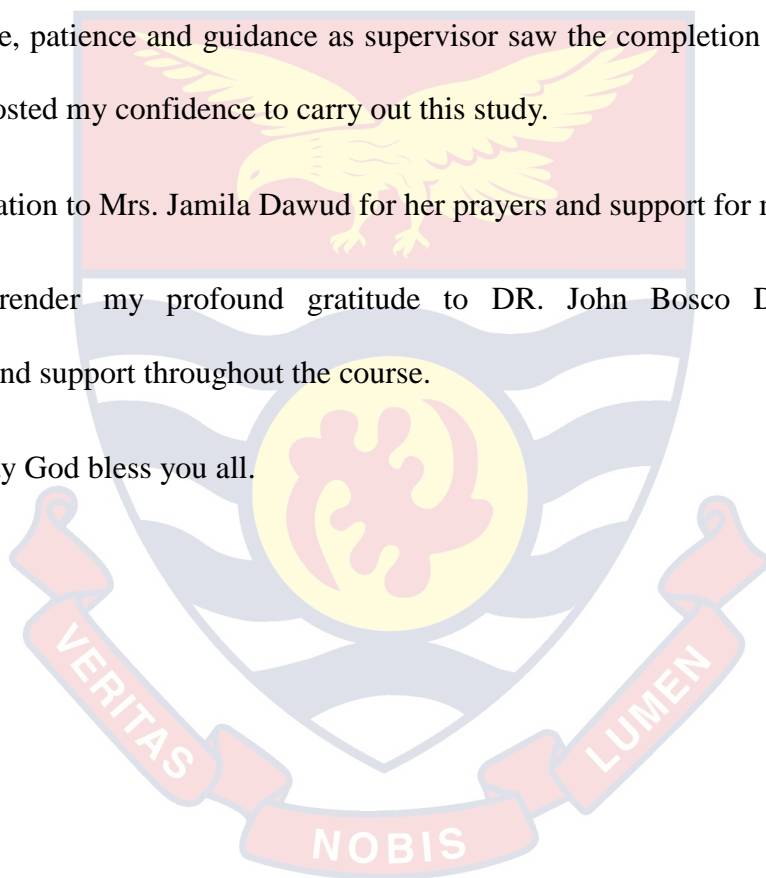 e, patience and guidance as supervisor saw the completion
osted my confidence to carry out this study.
ation to Mrs. Jamila Dawud for her prayers and support for
render my profound gratitude to DR. John Bosco D
nd support throughout the course.
y God bless you all.
VERITAS
NOBIS
LUMEN